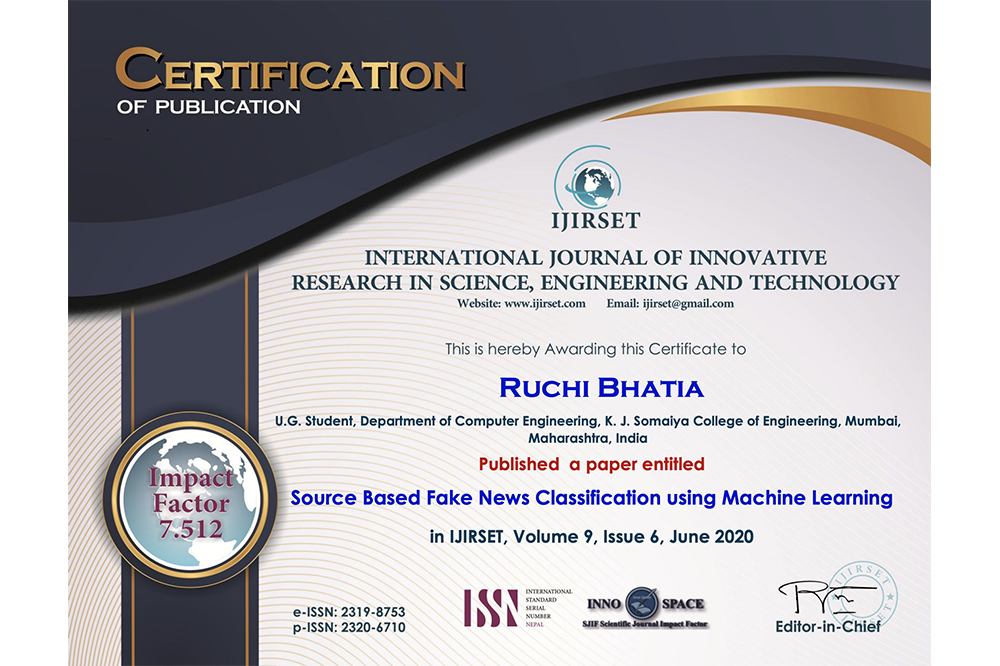 CERTIFICATION
OF PUBLICATION
IJIRSET
INTERNATIONAL JOURNAL OF INNOVATIVE
RESEARCH IN SCIENCE, ENGINEERING AND TECHNOLOGY
Website: www.ijirset.com Email: ijirset@gmail.com
This is hereby Awarding this Certificate to
RUCHI BHATIA
U.G. Student, Department of Computer Engineering, K. J. Somaiya College of Engineering, Mumbai,
Maharashtra, India
Published a paper entitled
Source Based Fake News Classification using Machine Learning
in IJIRSET, Volume 9, Issue 6, June 2020
Impact
Factor
7.512
e-ISSN: 2319-8753
p-ISSN: 2320-6710
ISSN
INTERNATIONAL
STANDARD
SERIAL
NUMBER
NEPAL
INNO SPACE
SJIF Scientific Journal Impact Factor
IJIRSET
Editor-in-Chief